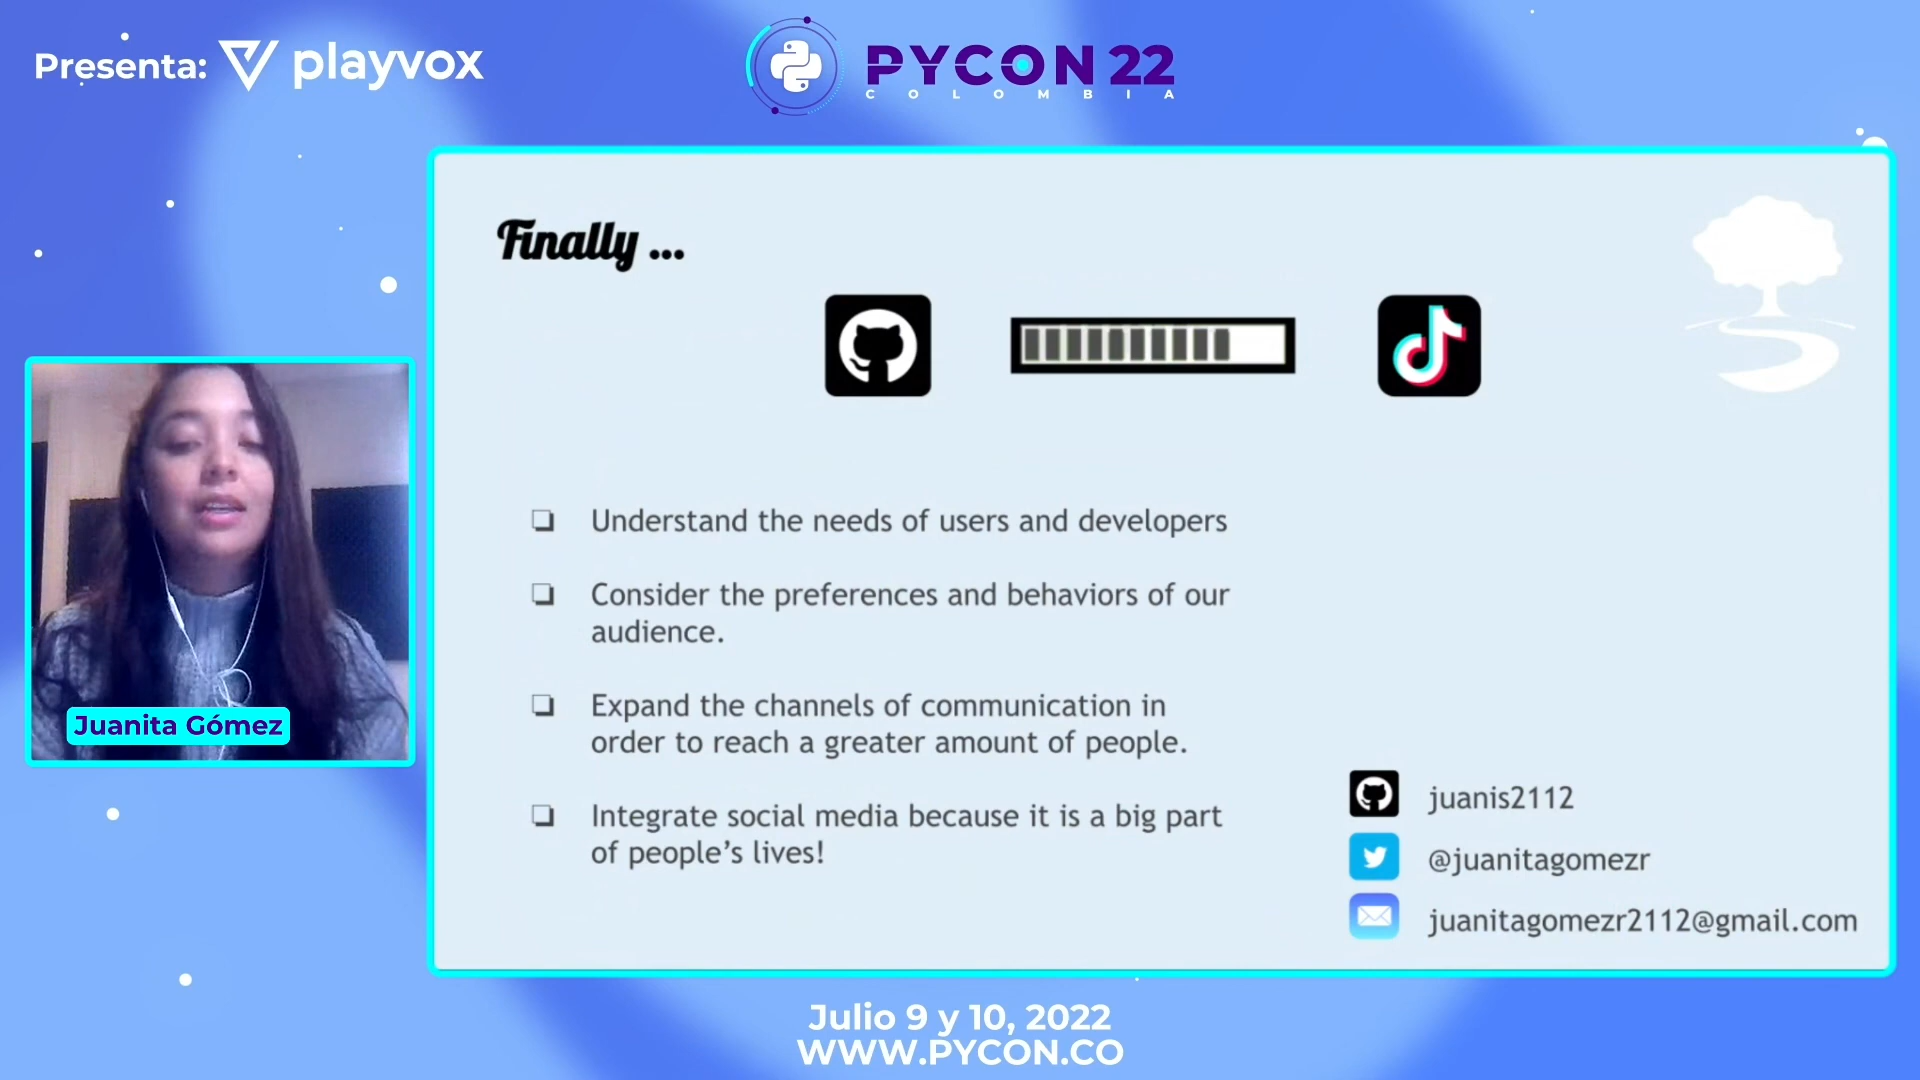 Presenta: playvox
PYCON 22
COLOMBIA
Finally ...
Understand the needs of users and developers
Consider the preferences and behaviors of our
audience.
Expand the channels of communication in
order to reach a greater amount of people.
Integrate social media because it is a big part
of people’s lives!
juanis2112
@juanitagomezr
juanitagomezr2112@gmail.com
Juanita Gómez
Julio 9 y 10, 2022
WWW.PYCON.CO